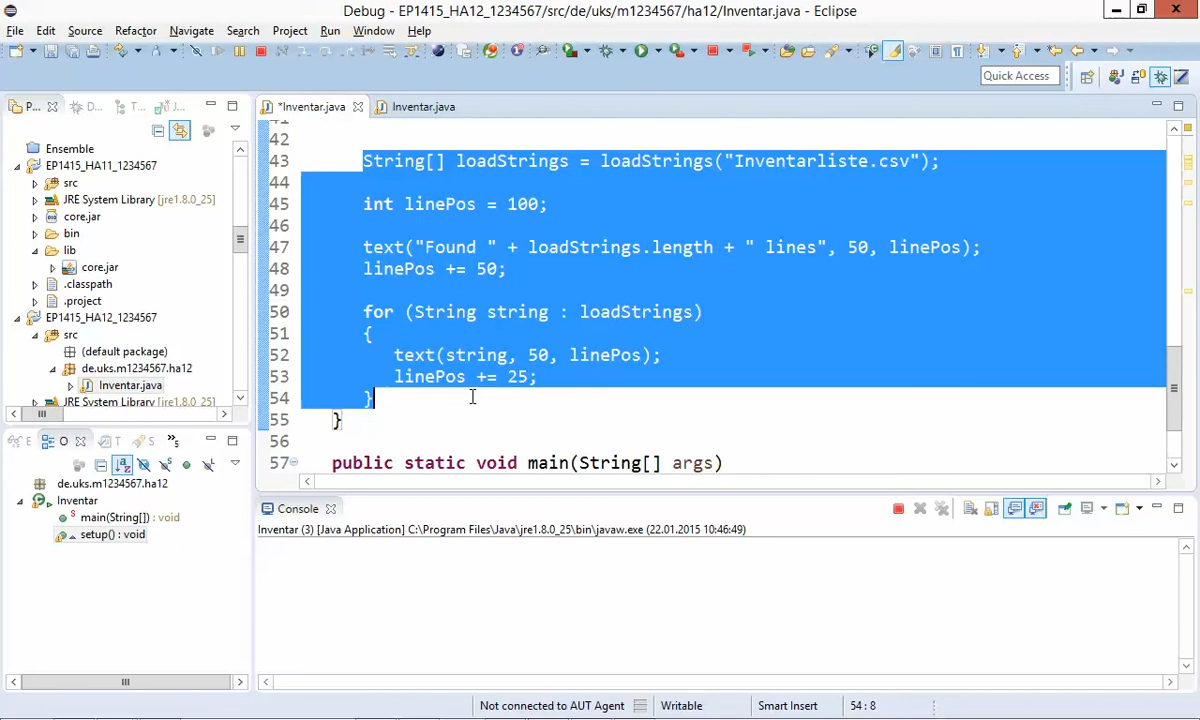 Debug - EP1415_HA12_1234567/src/de/uks/m1234567/ha12/Inventar.java - Eclipse
File Edit Source Refactor Navigate Search Project Run Window Help
Quick Access
P...
D...
T...
J...
*Inventar.java
Inventar.java
Ensemble
EP1415_HA11_1234567
src
JRE System Library [jre1.8.0_25]
core.jar
bin
lib
core.jar
.classpath
.project
EP1415_HA12_1234567
src
(default package)
de.uks.m1234567.ha12
Inventar.java
JRE System Library [jre1.8.0_25]
41
42
43 String[] loadStrings = loadStrings("Inventarliste.csv");
44
45 int linePos = 100;
46
47 text("Found " + loadStrings.length + " lines", 50, linePos);
48 linePos += 50;
49
50 for (String string : loadStrings)
51 {
52 text(string, 50, linePos);
53 linePos += 25;
54 }
55 }
56
57 public static void main(String[] args)
E
O
T
S
»5
de.uks.m1234567.ha12
Inventar
main(String[]) : void
setup() : void
Console
Inventar (3) [Java Application] C:\Program Files\Java\jre1.8.0_25\bin\javaw.exe (22.01.2015 10:46:49)
Not connected to AUT Agent
Writable
Smart Insert
54 : 8